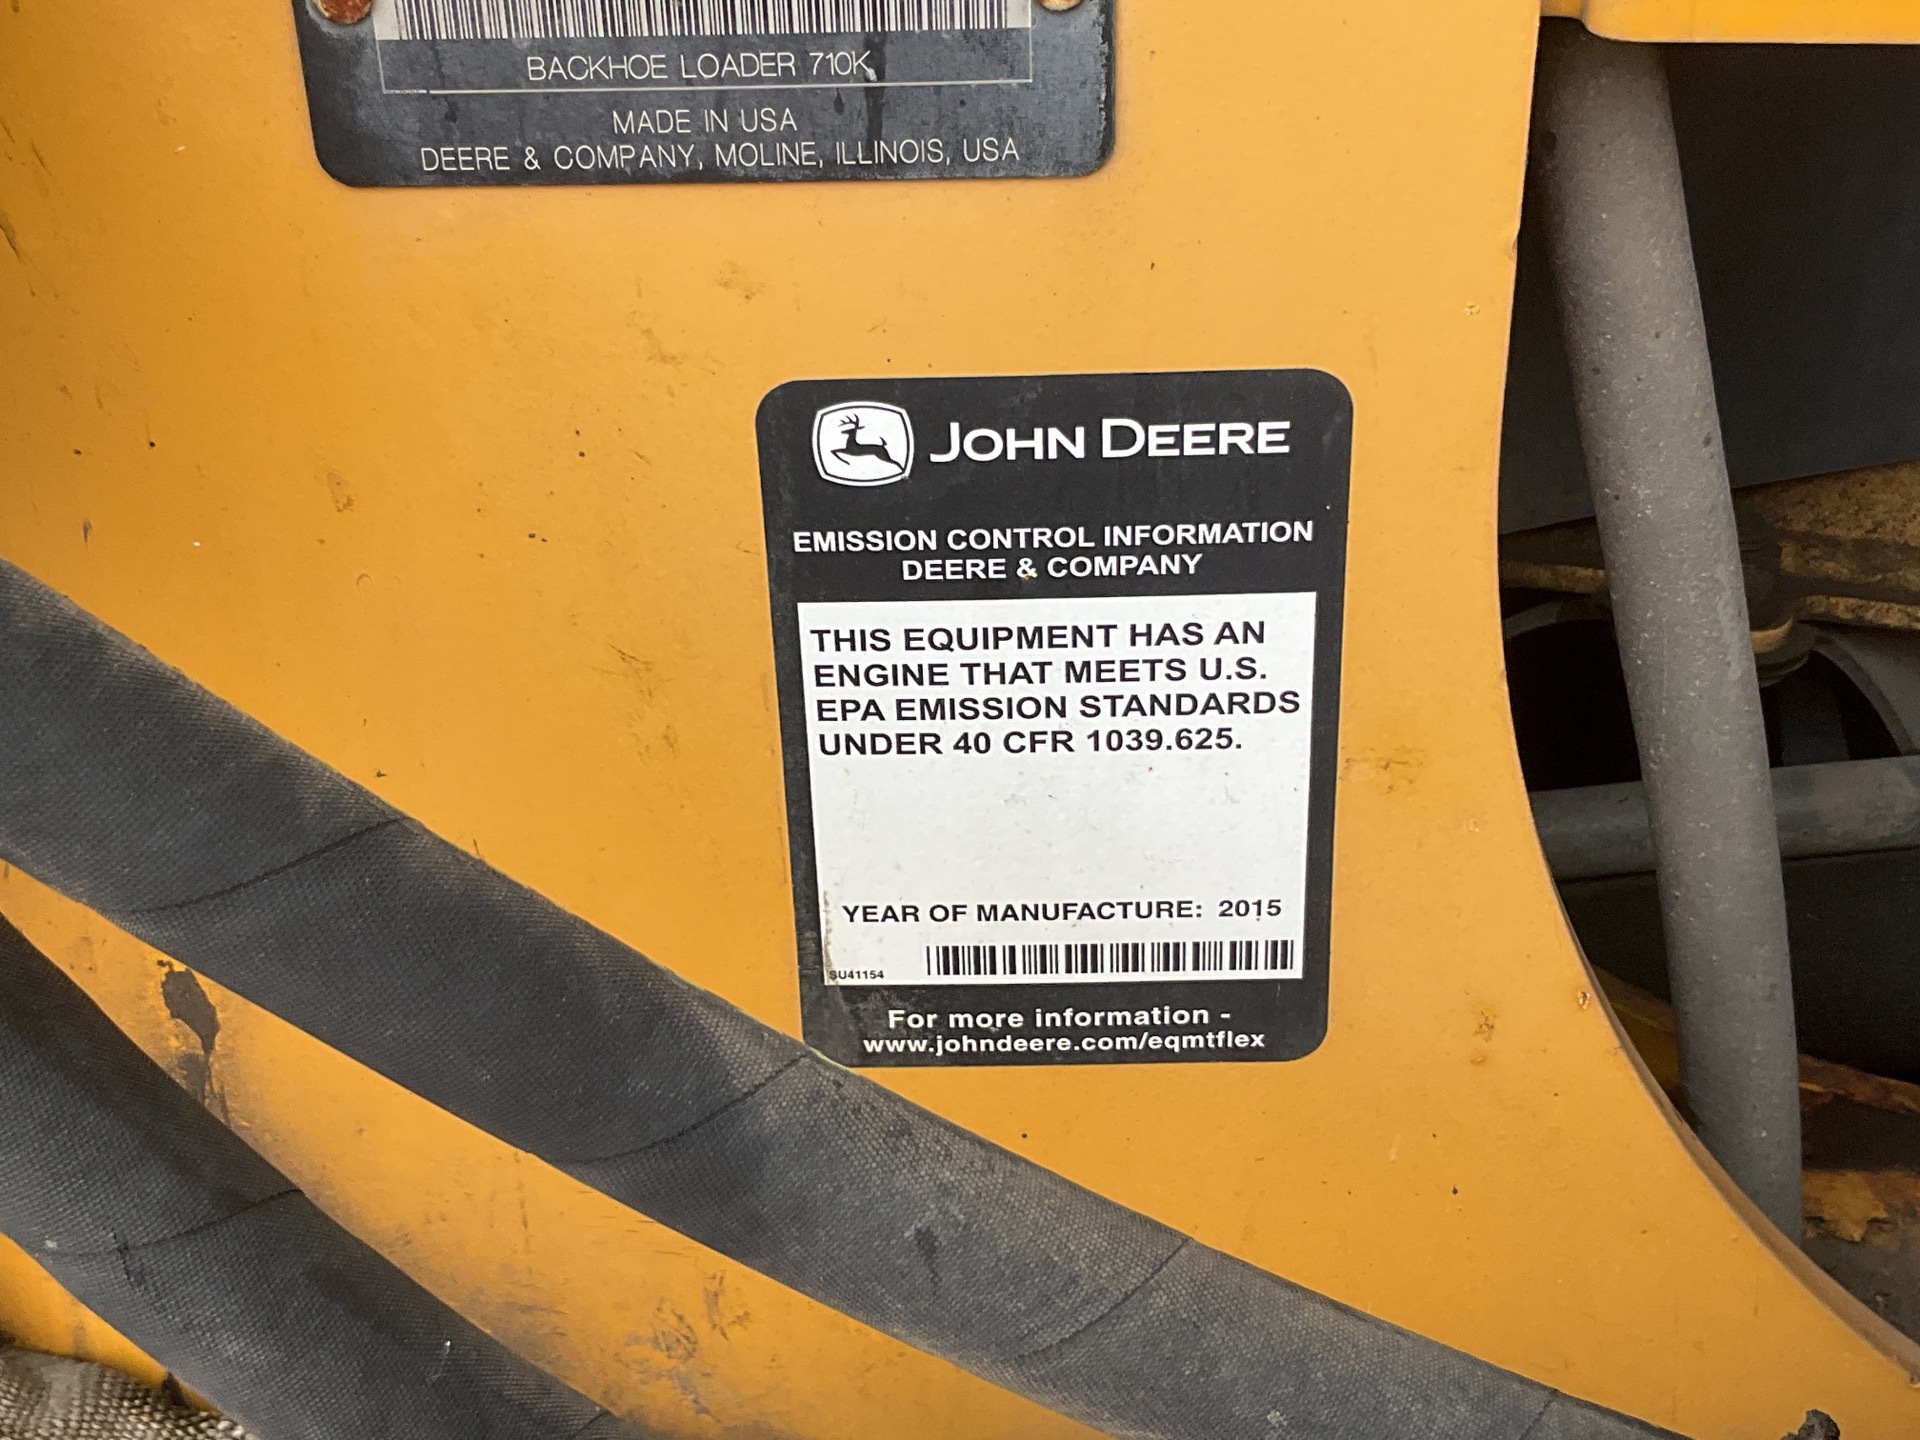 BACKHOE LOADER 710K
MADE IN USA
DEERE & COMPANY, MOLINE, ILLINOIS, USA
JOHN DEERE
EMISSION CONTROL INFORMATION
DEERE & COMPANY
THIS EQUIPMENT HAS AN
ENGINE THAT MEETS U.S.
EPA EMISSION STANDARDS
UNDER 40 CFR 1039.625.
YEAR OF MANUFACTURE: 2015
SU41154
For more information -
www.johndeere.com/eqmtflex